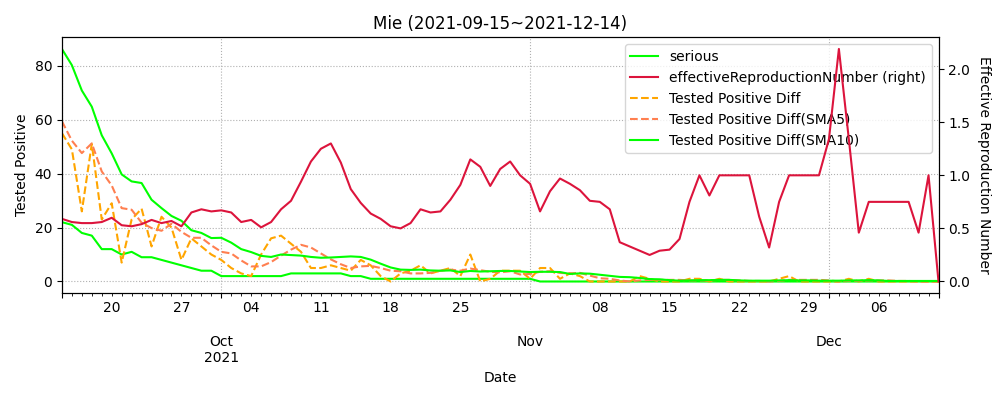 Mie (2021-09-15~2021-12-14)
serious
effectiveReproductionNumber (right)
Tested Positive Diff
Tested Positive Diff(SMA5)
Tested Positive Diff(SMA10)
Tested Positive
80
60
40
20
0
2.0
1.5
1.0
0.5
0.0
Effective Reproduction Number
20 27 04 11 18 25 08 15 22 29 06
Oct Nov Dec
2021
Date